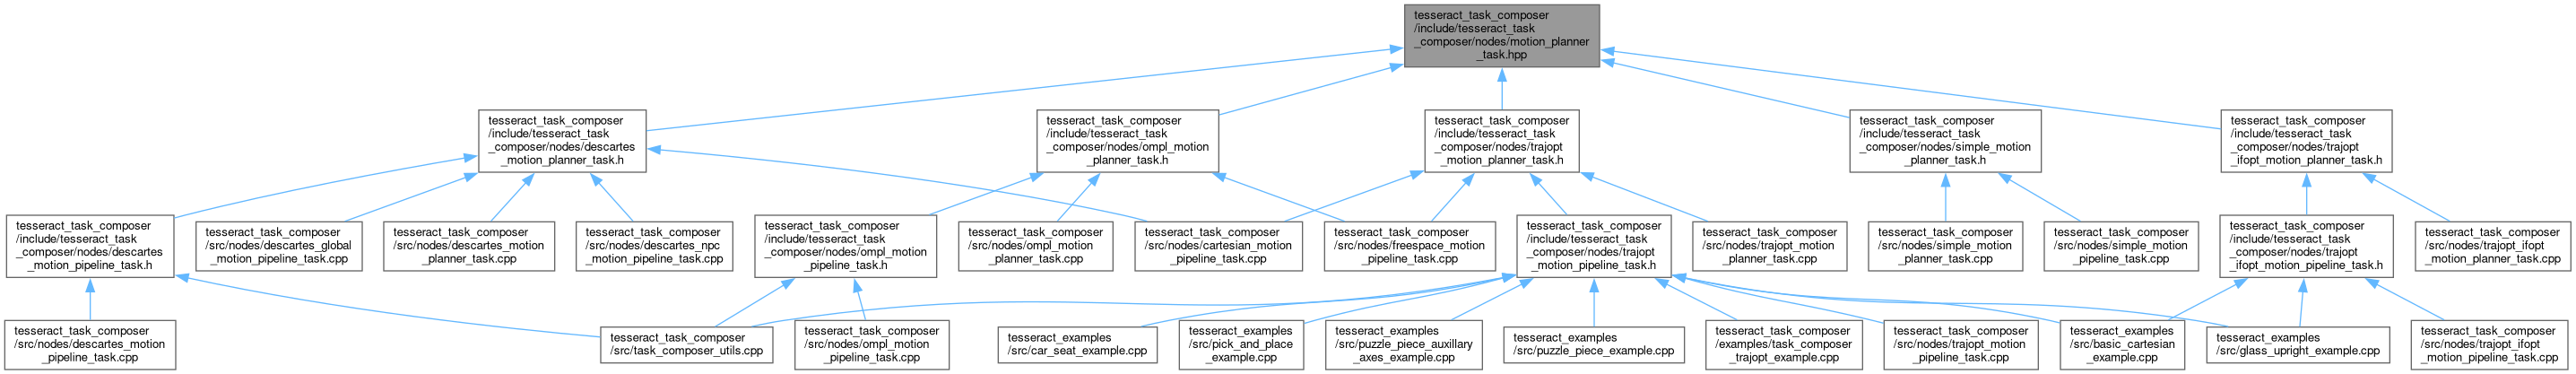 tesseract_task_composer
/include/tesseract_task
_composer/nodes/motion_planner
_task.hpp
tesseract_task_composer
/include/tesseract_task
_composer/nodes/descartes
_motion_planner_task.h
tesseract_task_composer
/include/tesseract_task
_composer/nodes/ompl_motion
_planner_task.h
tesseract_task_composer
/include/tesseract_task
_composer/nodes/trajopt
_motion_planner_task.h
tesseract_task_composer
/include/tesseract_task
_composer/nodes/simple_motion
_planner_task.h
tesseract_task_composer
/include/tesseract_task
_composer/nodes/trajopt
_ifopt_motion_planner_task.h
tesseract_task_composer
/include/tesseract_task
_composer/nodes/descartes
_motion_pipeline_task.h
tesseract_task_composer
/src/nodes/descartes_global
_motion_pipeline_task.cpp
tesseract_task_composer
/src/nodes/descartes_motion
_planner_task.cpp
tesseract_task_composer
/src/nodes/descartes_npc
_motion_pipeline_task.cpp
tesseract_task_composer
/include/tesseract_task
_composer/nodes/ompl_motion
_pipeline_task.h
tesseract_task_composer
/src/nodes/ompl_motion
_planner_task.cpp
tesseract_task_composer
/src/nodes/cartesian_motion
_pipeline_task.cpp
tesseract_task_composer
/src/nodes/freespace_motion
_pipeline_task.cpp
tesseract_task_composer
/include/tesseract_task
_composer/nodes/trajopt
_motion_pipeline_task.h
tesseract_task_composer
/src/nodes/trajopt_motion
_planner_task.cpp
tesseract_task_composer
/src/nodes/simple_motion
_planner_task.cpp
tesseract_task_composer
/src/nodes/simple_motion
_pipeline_task.cpp
tesseract_task_composer
/include/tesseract_task
_composer/nodes/trajopt
_ifopt_motion_pipeline_task.h
tesseract_task_composer
/src/nodes/trajopt_ifopt
_motion_planner_task.cpp
tesseract_task_composer
/src/nodes/descartes_motion
_pipeline_task.cpp
tesseract_task_composer
/src/task_composer_utils.cpp
tesseract_task_composer
/src/nodes/ompl_motion
_pipeline_task.cpp
tesseract_examples
/src/car_seat_example.cpp
tesseract_examples
/src/pick_and_place
_example.cpp
tesseract_examples
/src/puzzle_piece_auxillary
_axes_example.cpp
tesseract_examples
/src/puzzle_piece_example.cpp
tesseract_task_composer
/examples/task_composer
_trajopt_example.cpp
tesseract_task_composer
/src/nodes/trajopt_motion
_pipeline_task.cpp
tesseract_examples
/src/basic_cartesian
_example.cpp
tesseract_examples
/src/glass_upright_example.cpp
tesseract_task_composer
/src/nodes/trajopt_ifopt
_motion_pipeline_task.cpp